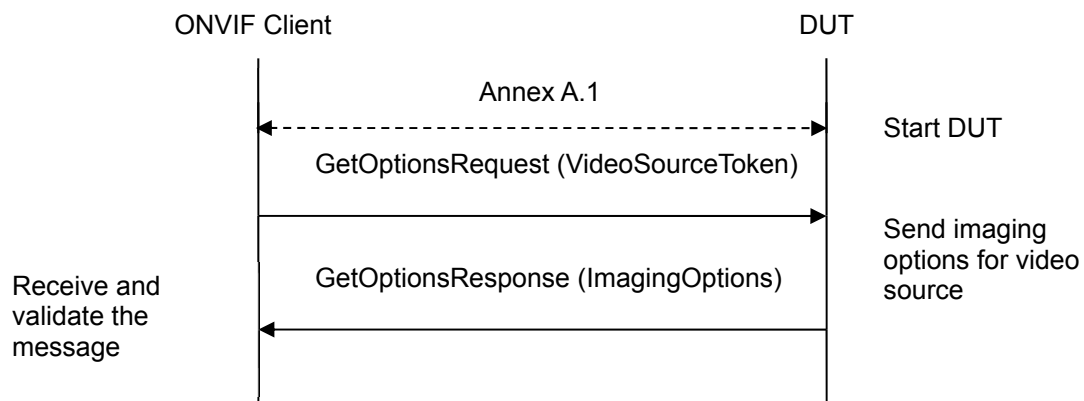 ONVIF Client
DUT
Annex A.1
Start DUT
GetOptionsRequest (VideoSourceToken)
Send imaging
options for video
source
GetOptionsResponse (ImagingOptions)
Receive and
validate the
message